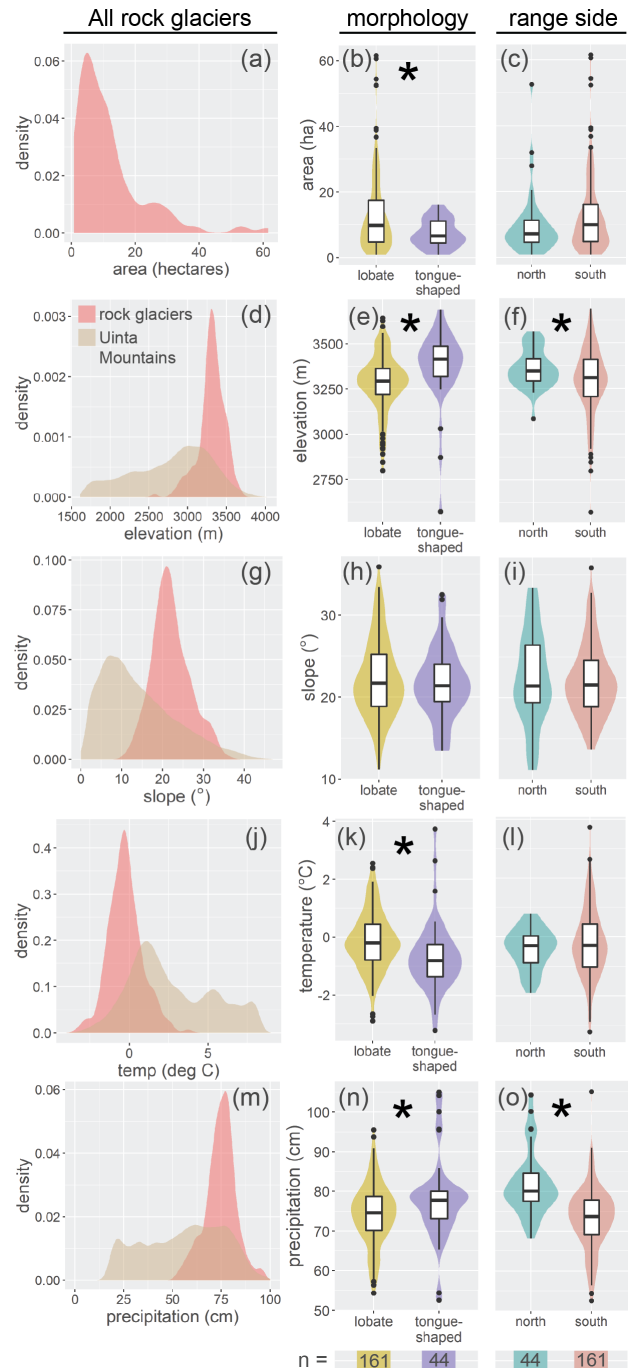 All rock glaciers morphology range side
(a) (b) * (c)
0.06
0.04
0.02
0.00
density
0 20 40 60
area (hectares)
60
40
20
0
area (ha)
lobate tongue-
shaped
north south
(d) (e) * (f) *
rock glaciers
Uinta
Mountains
0.003
0.002
0.001
0.000
density
1500 2000 2500 3000 3500 4000
elevation (m)
3500
3250
3000
2750
elevation (m)
lobate tongue-
shaped
north south
(g) (h) (i)
0.100
0.075
0.050
0.025
0.000
density
0 10 20 30 40
slope (°)
30
20
10
slope (°)
lobate tongue-
shaped
north south
(j) (k) * (l)
0.4
0.3
0.2
0.1
0.0
density
0 5
temp (deg C)
4
2
0
-2
temperature (°C)
lobate tongue-
shaped
north south
(m) (n) * (o) *
0.06
0.04
0.02
0.00
density
0 25 50 75 100
precipitation (cm)
100
90
80
70
60
50
precipitation (cm)
lobate tongue-
shaped
north south
n = 161 44 44 161